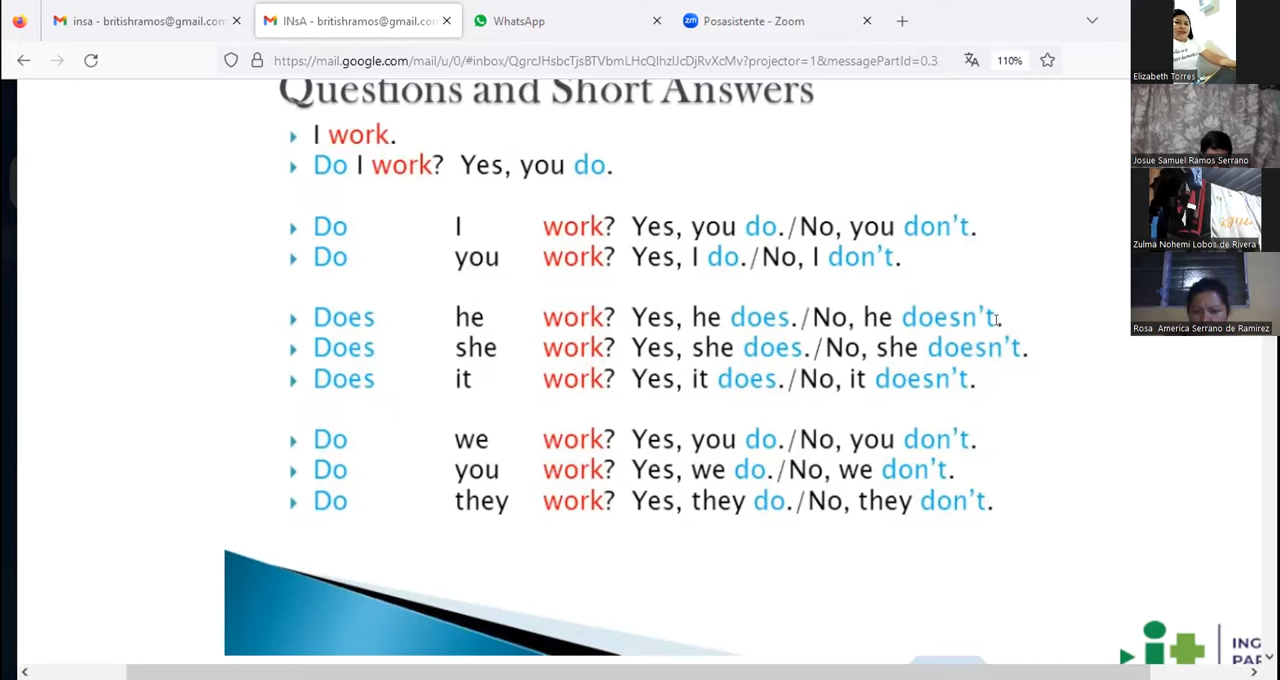 insa - britishramos@gmail.com
INsA - britishramos@gmail.co
WhatsApp
Posasistente - Zoom
https://mail.google.com/mail/u/0/#inbox/QgrcJHsbcTjsBTVbmLHcQlhzlJcDjRvXcMv?projector=1&messagePartId=0.3
110%
Questions and Short Answers
I work.
Do I work? Yes, you do.
Do I work? Yes, you do./No, you don't.
Do you work? Yes, I do./No, I don't.
Does he work? Yes, he does./No, he doesn't.
Does she work? Yes, she does./No, she doesn't.
Does it work? Yes, it does./No, it doesn't.
Do we work? Yes, you do./No, you don't.
Do you work? Yes, we do./No, we don't.
Do they work? Yes, they do./No, they don't.
Elizabeth Torres
Josue Samuel Ramos Serrano
Zulma Nohemi Lobos de Rivera
Rosa America Serrano de Ramirez
it
ING
PAR